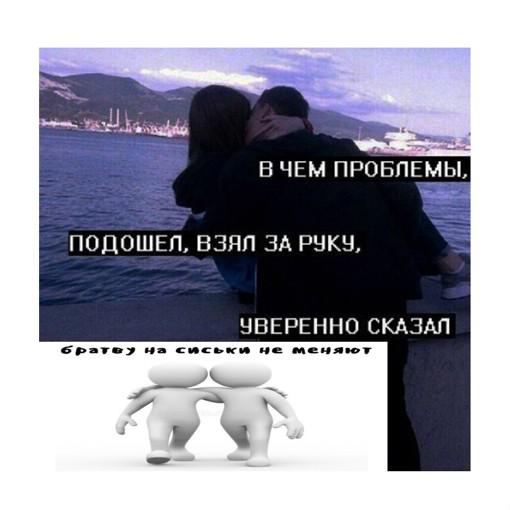 В ЧЕМ ПРОБЛЕМЫ,
ПОДОШЕЛ, ВЗЯЛ ЗА РУКУ,
УВЕРЕННО СКАЗАЛ
братву на сиськи не меняют